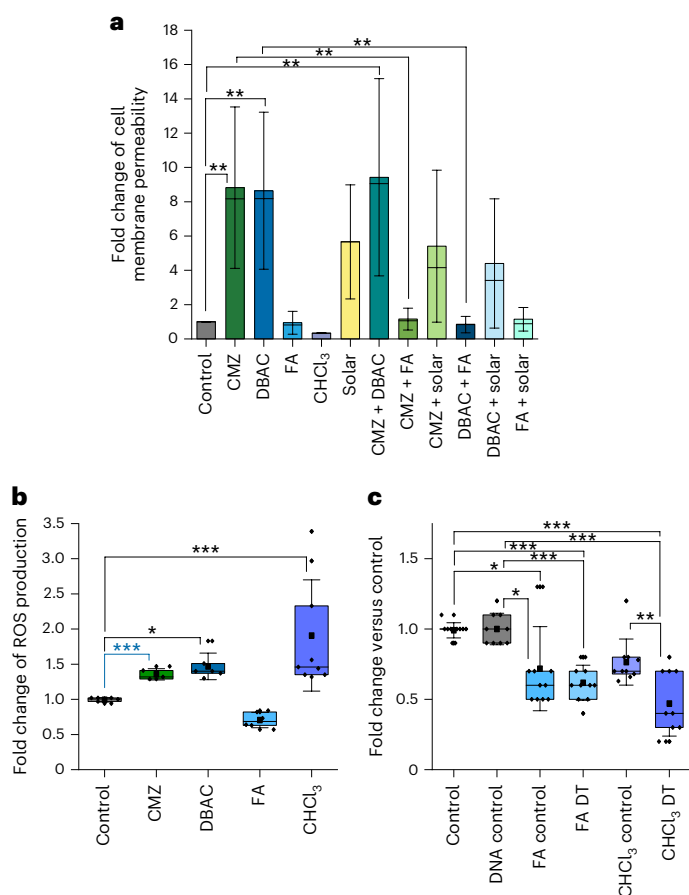 a
Fold change of cell
membrane permeability
18
16
14
12
10
8
6
4
2
0
**
**
**
**
**
Control
CMZ
DBAC
FA
CHCl₃
Solar
CMZ + DBAC
CMZ + FA
CMZ + solar
DBAC + FA
DBAC + solar
FA + solar
b
Fold change of ROS production
3.5
3.0
2.5
2.0
1.5
1.0
0.5
0
***
*
***
Control
CMZ
DBAC
FA
CHCl₃
c
Fold change versus control
1.5
1.0
0.5
0
***
***
***
***
*
*
**
Control
DNA control
FA control
FA DT
CHCl₃ control
CHCl₃ DT